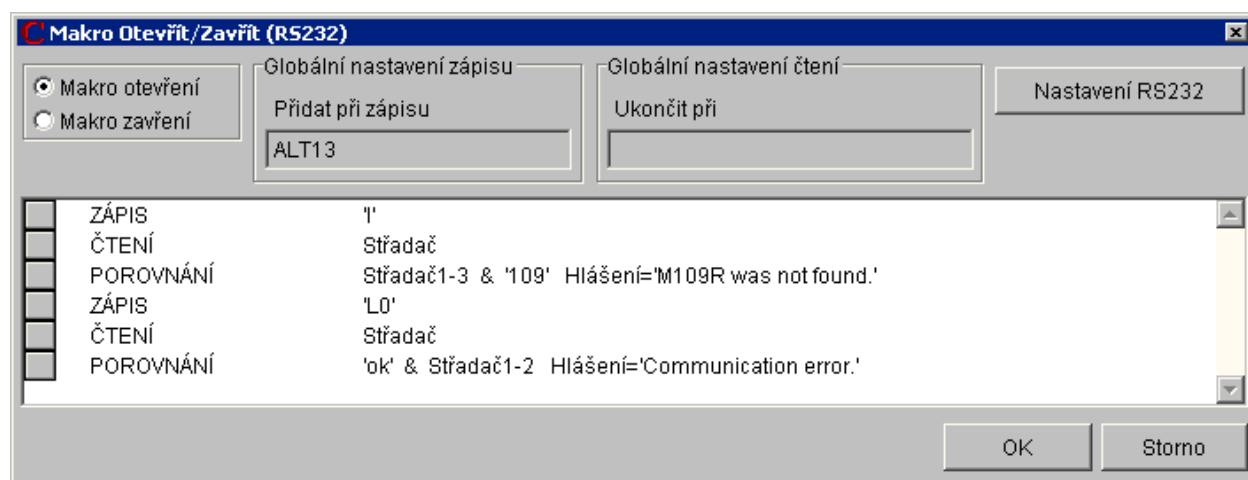 Makro Otevřít/Zavřít (RS232)
Makro otevření
Makro zavření
Globální nastavení zápisu
Přidat při zápisu
ALT13
Globální nastavení čtení
Ukončit při
Nastavení RS232
ZÁPIS 'I'
ČTENÍ Střadač
POROVNÁNÍ Střadač1-3 & '109' Hlášení='M109R was not found.'
ZÁPIS 'L0'
ČTENÍ Střadač
POROVNÁNÍ 'ok' & Střadač1-2 Hlášení='Communication error.'
OK
Storno